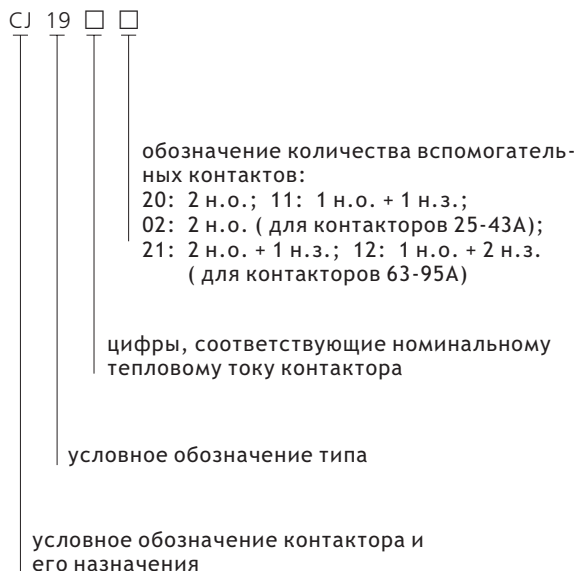 CJ 19 □ □
обозначение количества вспомогатель-
ных контактов:
20: 2 н.о.; 11: 1 н.о. + 1 н.з.;
02: 2 н.о. ( для контакторов 25-43А);
21: 2 н.о. + 1 н.з.; 12: 1 н.о. + 2 н.з.
( для контакторов 63-95А)
цифры, соответствующие номинальному
тепловому току контактора
условное обозначение типа
условное обозначение контактора и
его назначения